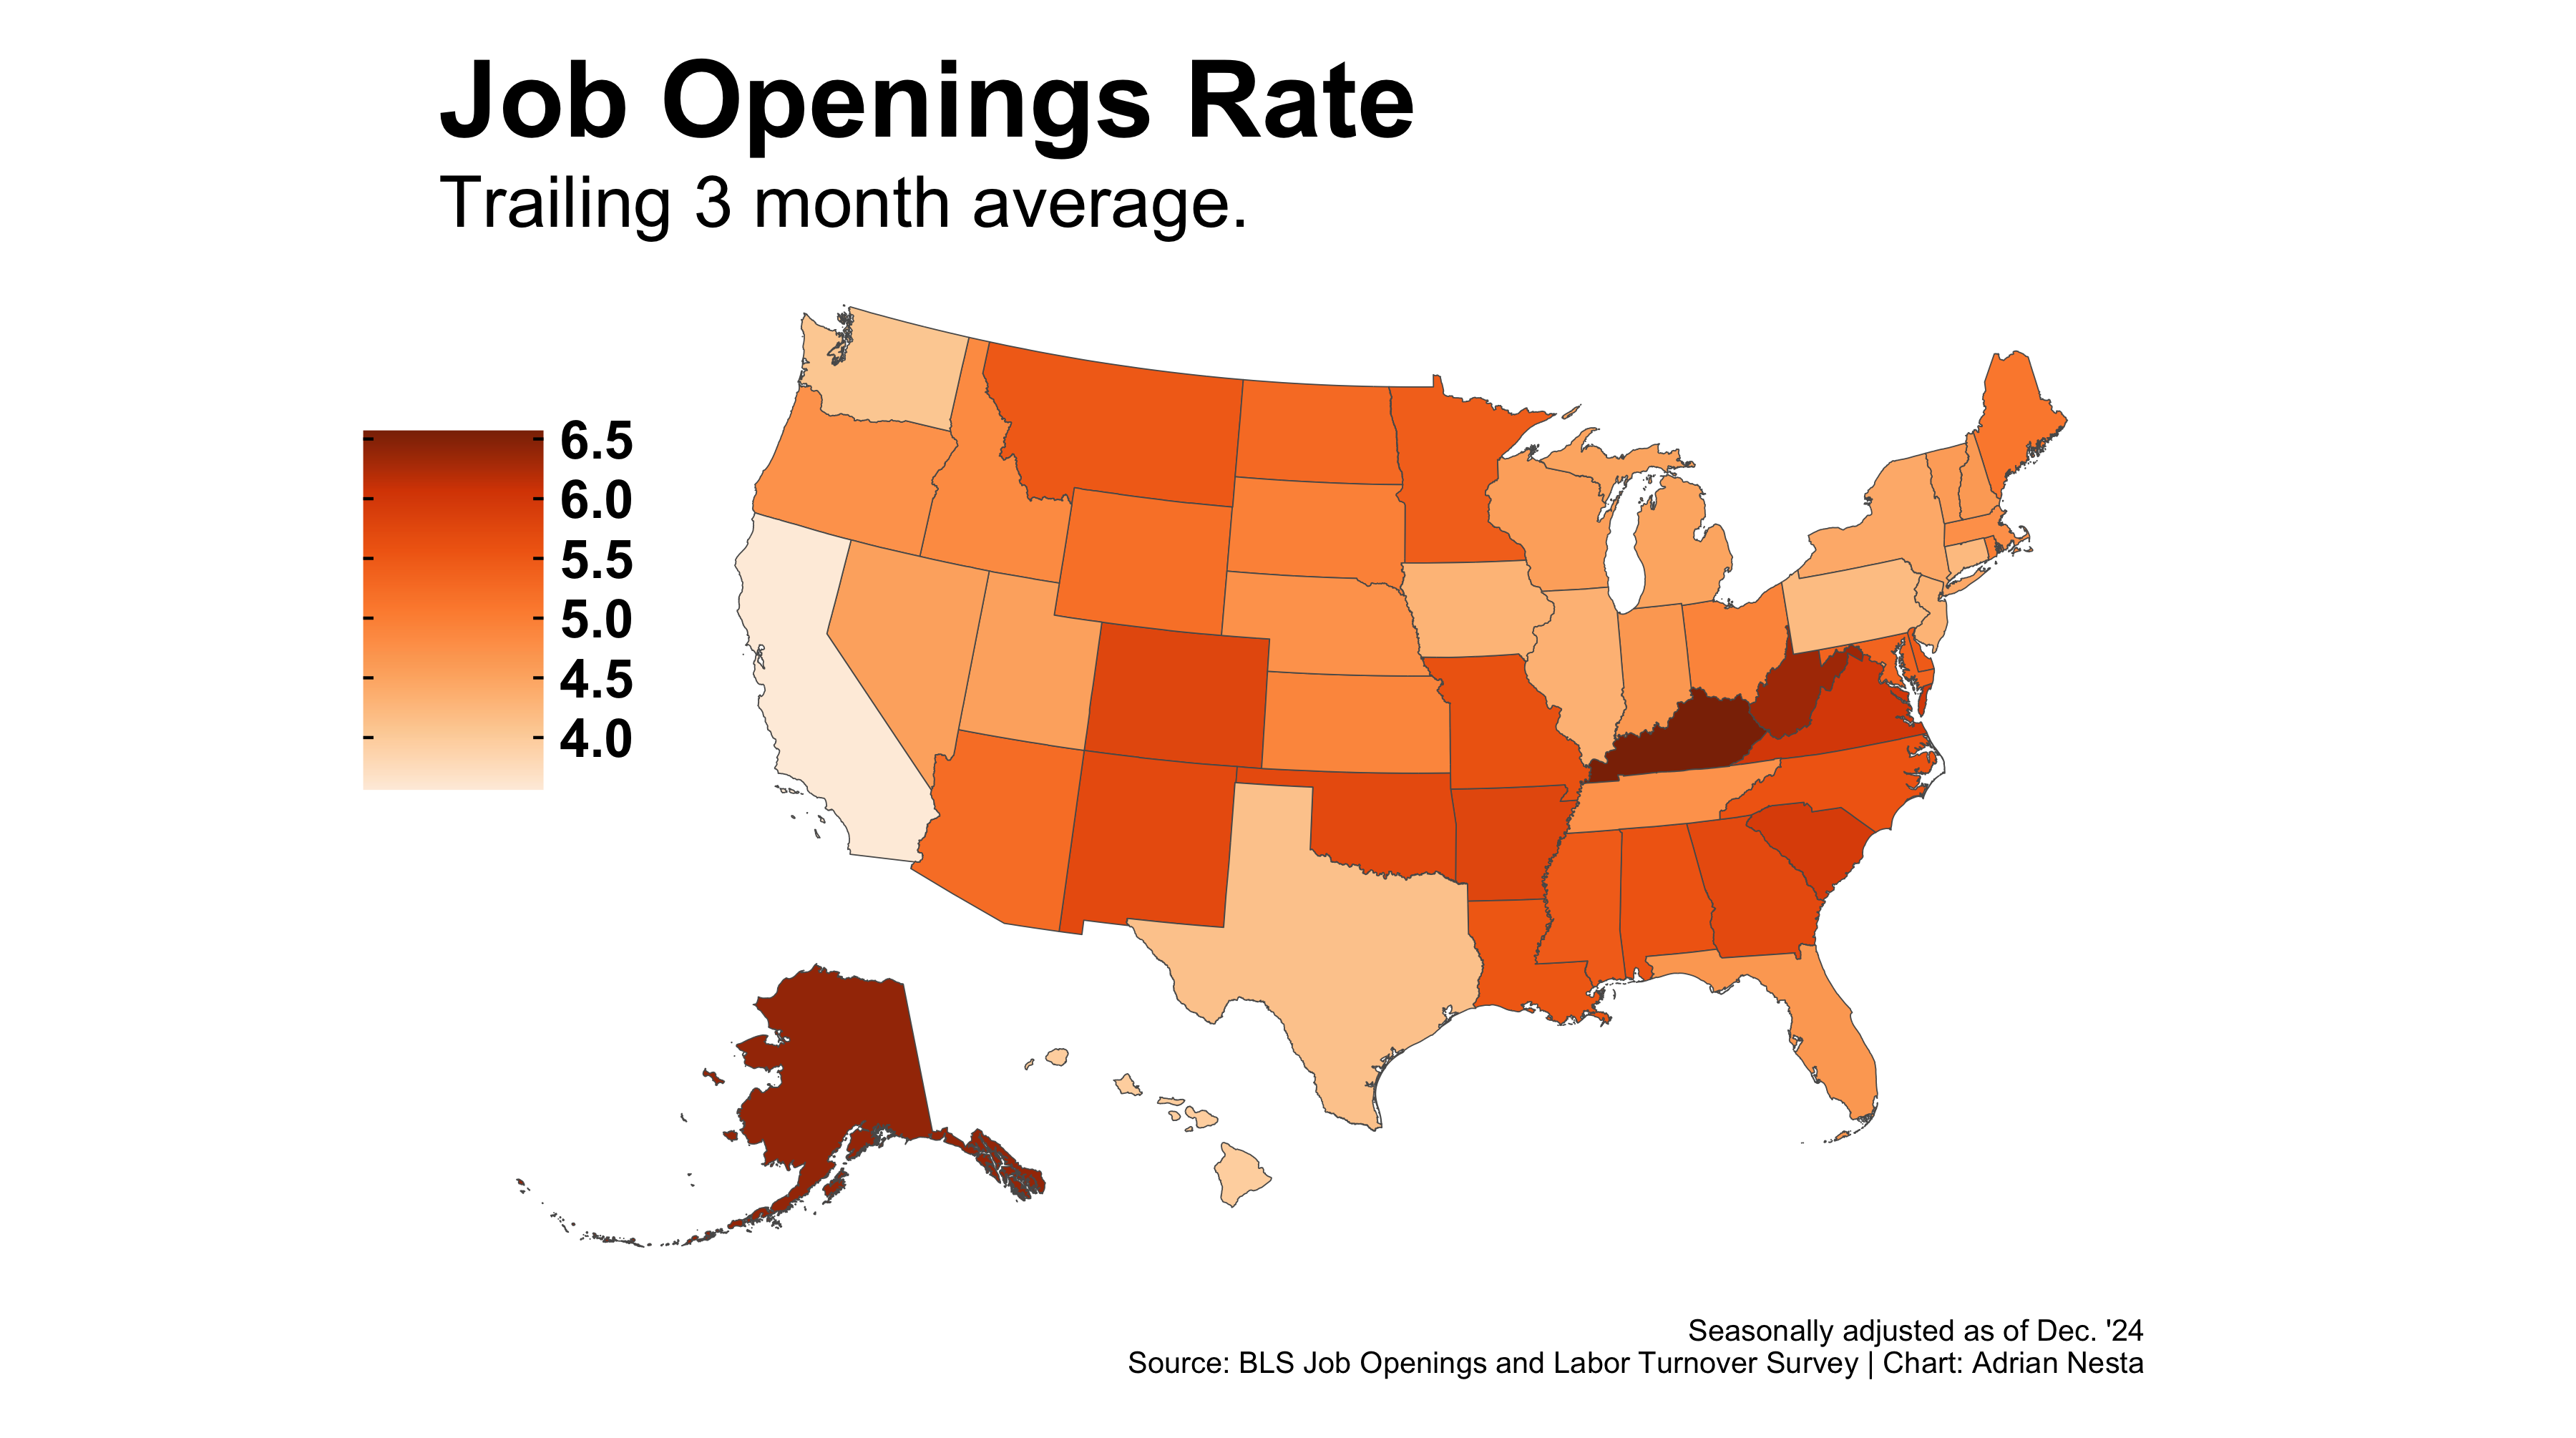 Job Openings Rate
Trailing 3 month average.
6.5
6.0
5.5
5.0
4.5
4.0
Seasonally adjusted as of Dec. '24
Source: BLS Job Openings and Labor Turnover Survey | Chart: Adrian Nesta